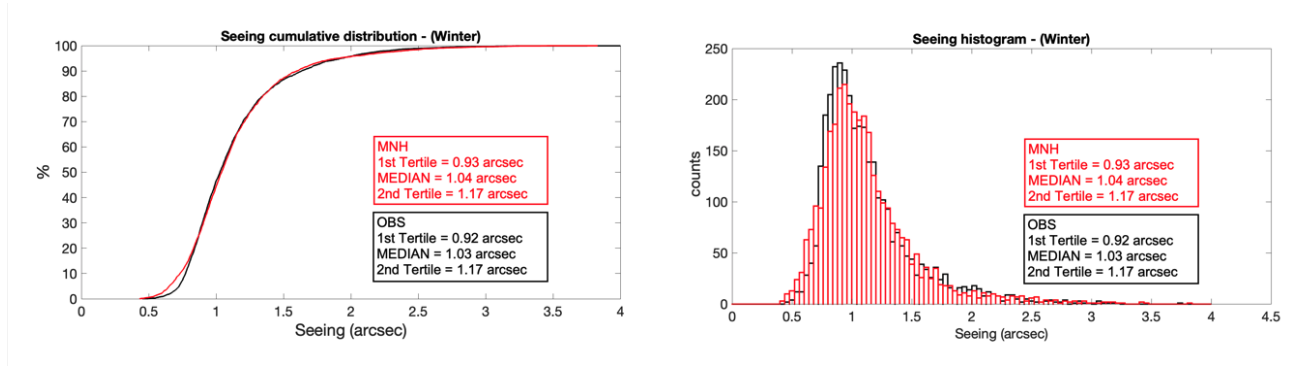 Seeing cumulative distribution - (Winter)
100
90
80
70
60
50
40
30
20
10
0
%
MNH
1st Tertile = 0.93 arcsec
MEDIAN = 1.04 arcsec
2nd Tertile = 1.17 arcsec
OBS
1st Tertile = 0.92 arcsec
MEDIAN = 1.03 arcsec
2nd Tertile = 1.17 arcsec
0 0.5 1 1.5 2 2.5 3 3.5 4
Seeing (arcsec)
Seeing histogram - (Winter)
250
200
150
100
50
0
counts
MNH
1st Tertile = 0.93 arcsec
MEDIAN = 1.04 arcsec
2nd Tertile = 1.17 arcsec
OBS
1st Tertile = 0.92 arcsec
MEDIAN = 1.03 arcsec
2nd Tertile = 1.17 arcsec
0 0.5 1 1.5 2 2.5 3 3.5 4 4.5
Seeing (arcsec)